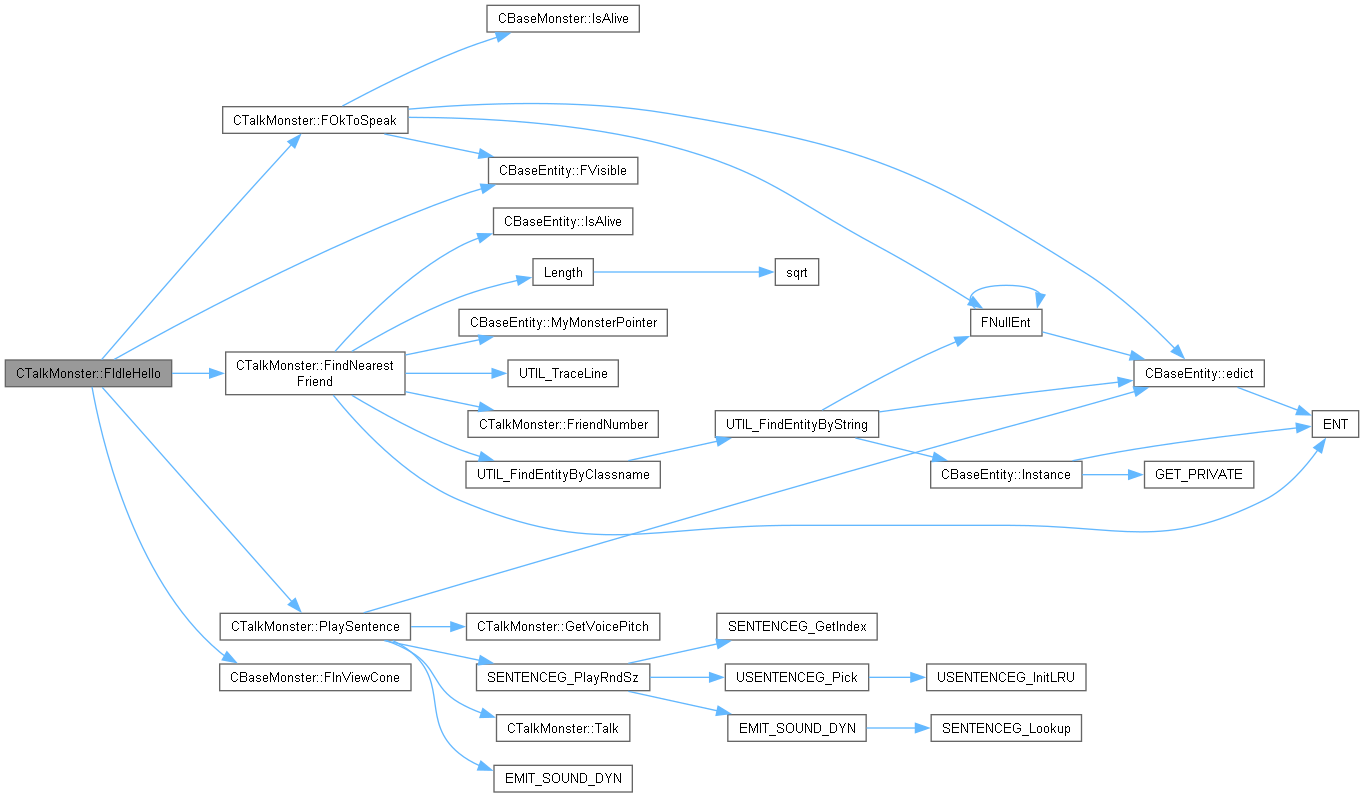 CBaseMonster::IsAlive
CTalkMonster::FOkToSpeak
CBaseEntity::FVisible
CBaseEntity::IsAlive
Length
sqrt
CBaseEntity::MyMonsterPointer
FNullEnt
CTalkMonster::FIdleHello
CTalkMonster::FindNearest
Friend
UTIL_TraceLine
CBaseEntity::edict
CTalkMonster::FriendNumber
UTIL_FindEntityByString
ENT
UTIL_FindEntityByClassname
CBaseEntity::Instance
GET_PRIVATE
CTalkMonster::PlaySentence
CTalkMonster::GetVoicePitch
SENTENCEG_GetIndex
CBaseMonster::FInViewCone
SENTENCEG_PlayRndSz
USENTENCEG_Pick
USENTENCEG_InitLRU
CTalkMonster::Talk
EMIT_SOUND_DYN
SENTENCEG_Lookup
EMIT_SOUND_DYN